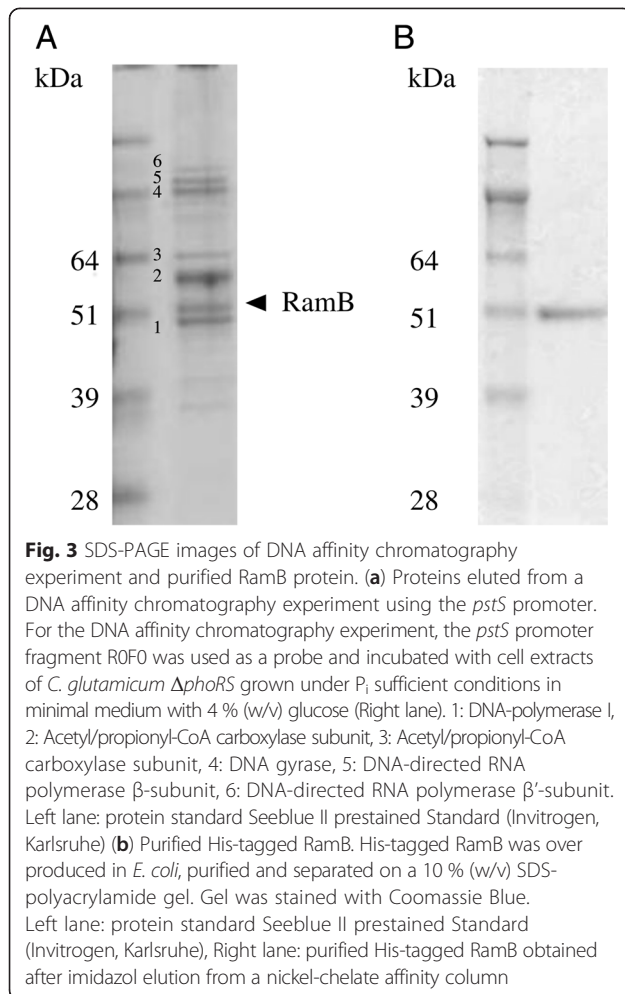 A
B
kDa
kDa
6
5
4
3
2
1
64
51
39
28
RamB
64
51
39
28
Fig. 3 SDS-PAGE images of DNA affinity chromatography
experiment and purified RamB protein. (a) Proteins eluted from a
DNA affinity chromatography experiment using the pstS promoter.
For the DNA affinity chromatography experiment, the pstS promoter
fragment R0F0 was used as a probe and incubated with cell extracts
of C. glutamicum ΔphoRS grown under Pi sufficient conditions in
minimal medium with 4 % (w/v) glucose (Right lane). 1: DNA-polymerase I,
2: Acetyl/propionyl-CoA carboxylase subunit, 3: Acetyl/propionyl-CoA
carboxylase subunit, 4: DNA gyrase, 5: DNA-directed RNA
polymerase β-subunit, 6: DNA-directed RNA polymerase β’-subunit.
Left lane: protein standard Seeblue II prestained Standard (Invitrogen,
Karlsruhe) (b) Purified His-tagged RamB. His-tagged RamB was over
produced in E. coli, purified and separated on a 10 % (w/v) SDS-
polyacrylamide gel. Gel was stained with Coomassie Blue.
Left lane: protein standard Seeblue II prestained Standard
(Invitrogen, Karlsruhe), Right lane: purified His-tagged RamB obtained
after imidazol elution from a nickel-chelate affinity column